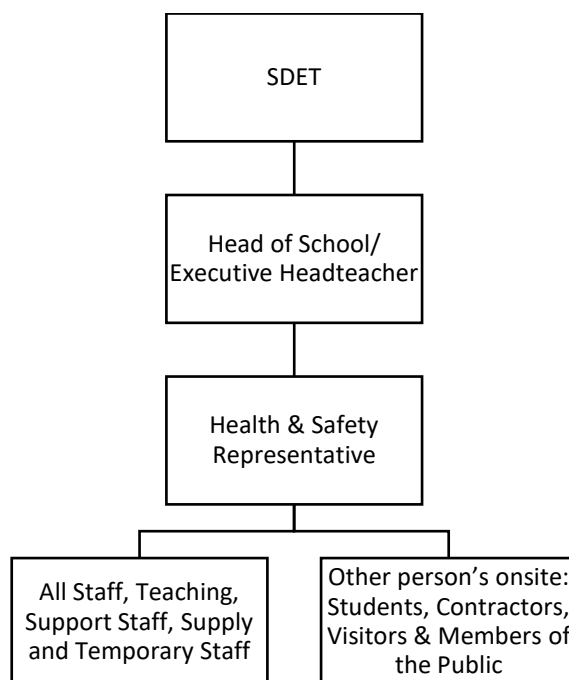 SDET
Head of School/
Executive Headteacher
Health & Safety
Representative
All Staff, Teaching,
Support Staff, Supply
and Temporary Staff
Other person’s onsite:
Students, Contractors,
Visitors & Members of
the Public